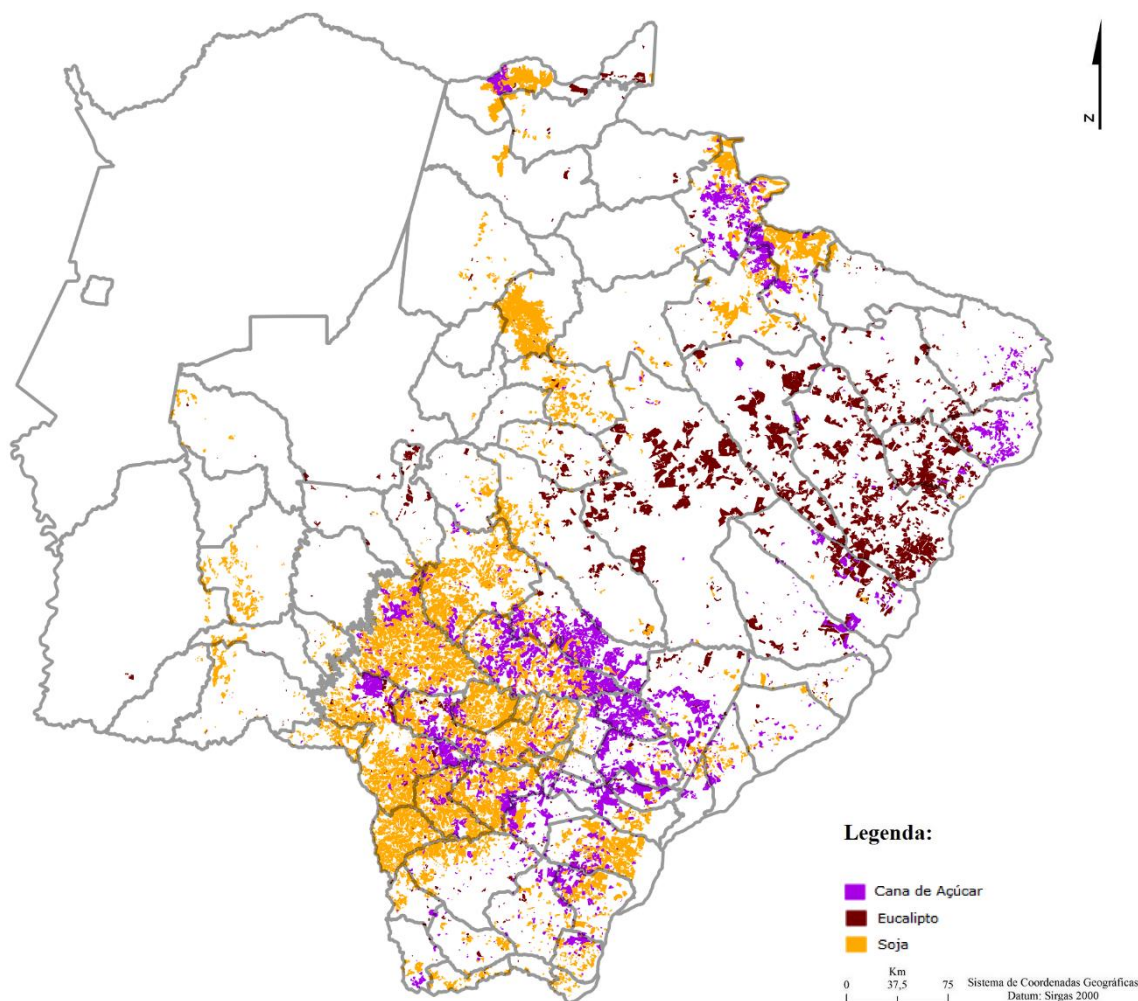 N
Legenda:
Cana de Açúcar
Eucalipto
Soja
Km
0 37,5 75
Sistema de Coordenadas Geográficas
Datum: Sirgas 2000